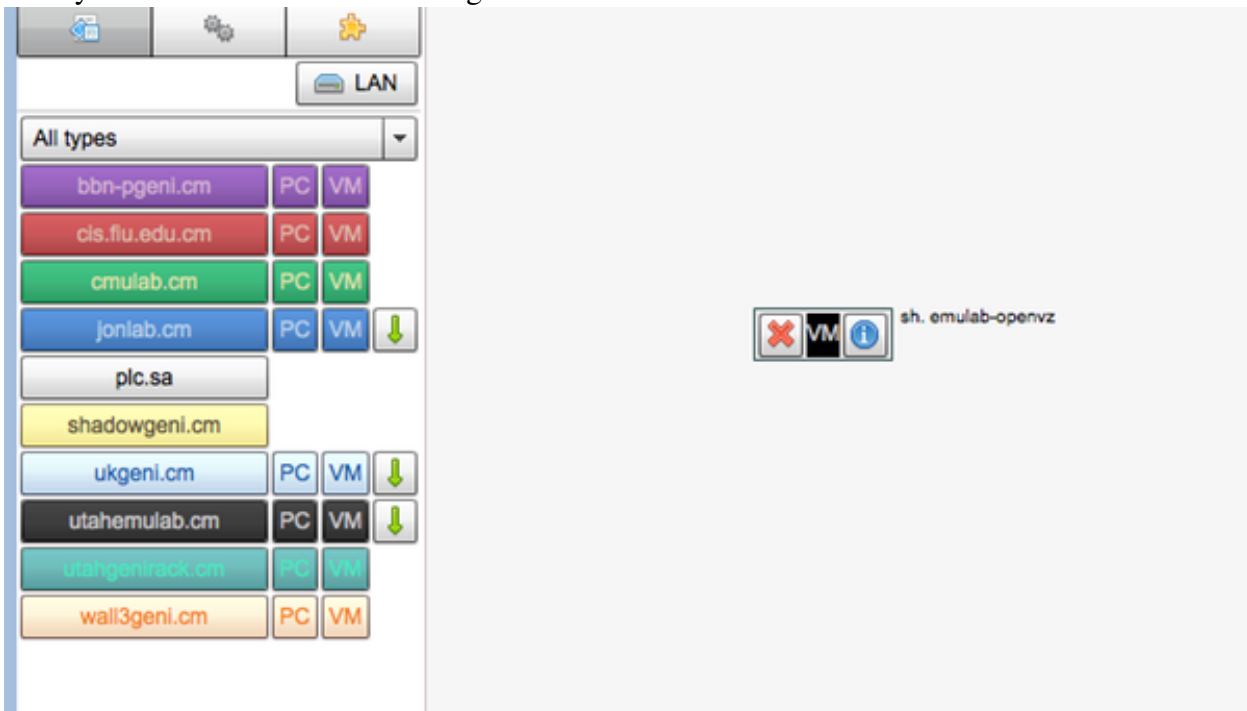 LAN
All types
bbn-pgeni.cm PC VM
cis.fiu.edu.cm PC VM
cmulab.cm PC VM
jonlab.cm PC VM
plc.sa
shadowgeni.cm
ukgeni.cm PC VM
utahemulab.cm PC VM
utahgenirack.cm PC VM
wall3geni.cm PC VM
VM sh. emulab-openvz